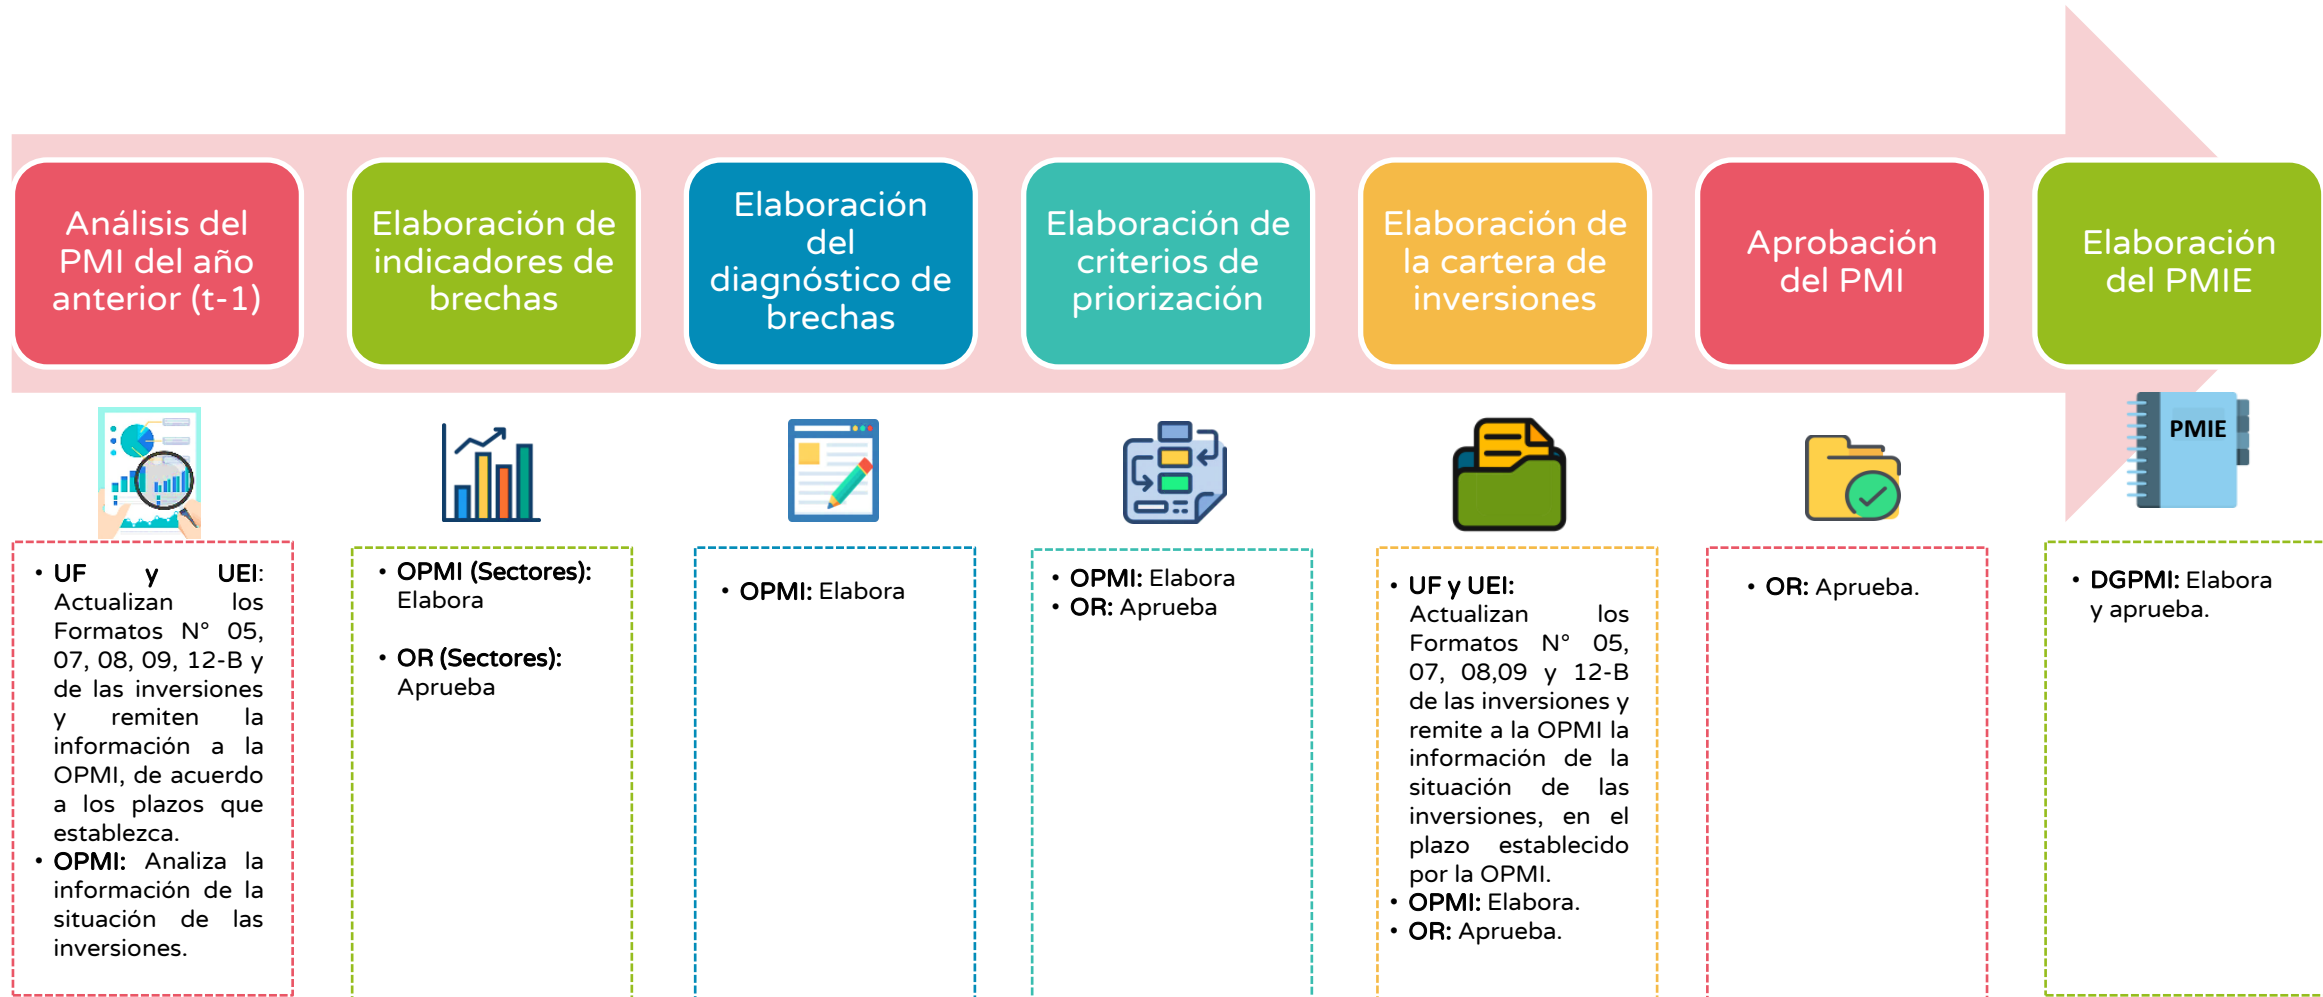 Análisis del
PMI del año
anterior (t-1)
Elaboración de
indicadores de
brechas
Elaboración
del
diagnóstico de
brechas
Elaboración de
criterios de
priorización
Elaboración de
la cartera de
inversiones
Aprobación
del PMI
Elaboración
del PMIE
PMIE
• UF y UEI:
Actualizan los
Formatos N° 05,
07, 08, 09, 12-B y
de las inversiones
y remiten la
información a la
OPMI, de acuerdo
a los plazos que
establezca.
• OPMI: Analiza la
información de la
situación de las
inversiones.
• OPMI (Sectores):
Elabora
• OR (Sectores):
Aprueba
• OPMI: Elabora
• OPMI: Elabora
• OR: Aprueba
• UF y UEI:
Actualizan los
Formatos N° 05,
07, 08,09 y 12-B
de las inversiones y
remite a la OPMI la
información de la
situación de las
inversiones, en el
plazo establecido
por la OPMI.
• OPMI: Elabora.
• OR: Aprueba.
• OR: Aprueba.
• DGPMI: Elabora
y aprueba.